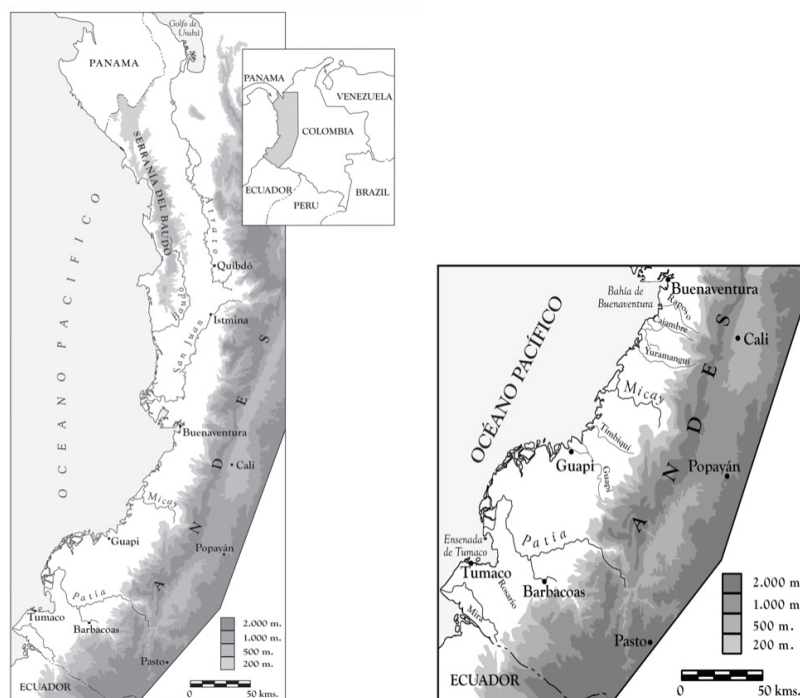 Golfo de
Urabá
PANAMA
SERRANÍA DEL BAUDO
Atrato
Quibdó
Baudó
Istmina
San Juan
OCEANO PACIFICO
Buenaventura
Cali
Micay
Guapi
Popayán
ANDES
Patia
Tumaco
Barbacoas
Pasto
ECUADOR
2.000 m.
1.000 m.
500 m.
200 m.
0 50 kms.
PANAMA
VENEZUELA
COLOMBIA
ECUADOR
PERU
BRAZIL
Bahía de
Buenaventura
Buenaventura
Raposo
Cajambre
Cali
Yuramanguí
OCÉANO PACÍFICO
Micay
Timbiquí
Guapi
Guapi
Popayán
ANDES
Ensenada
de Tumaco
Patia
Tumaco
Rosario
Barbacoas
Mira
Pasto
ECUADOR
2.000 m
1.000 m
500 m
200 m.
0 50 kms.